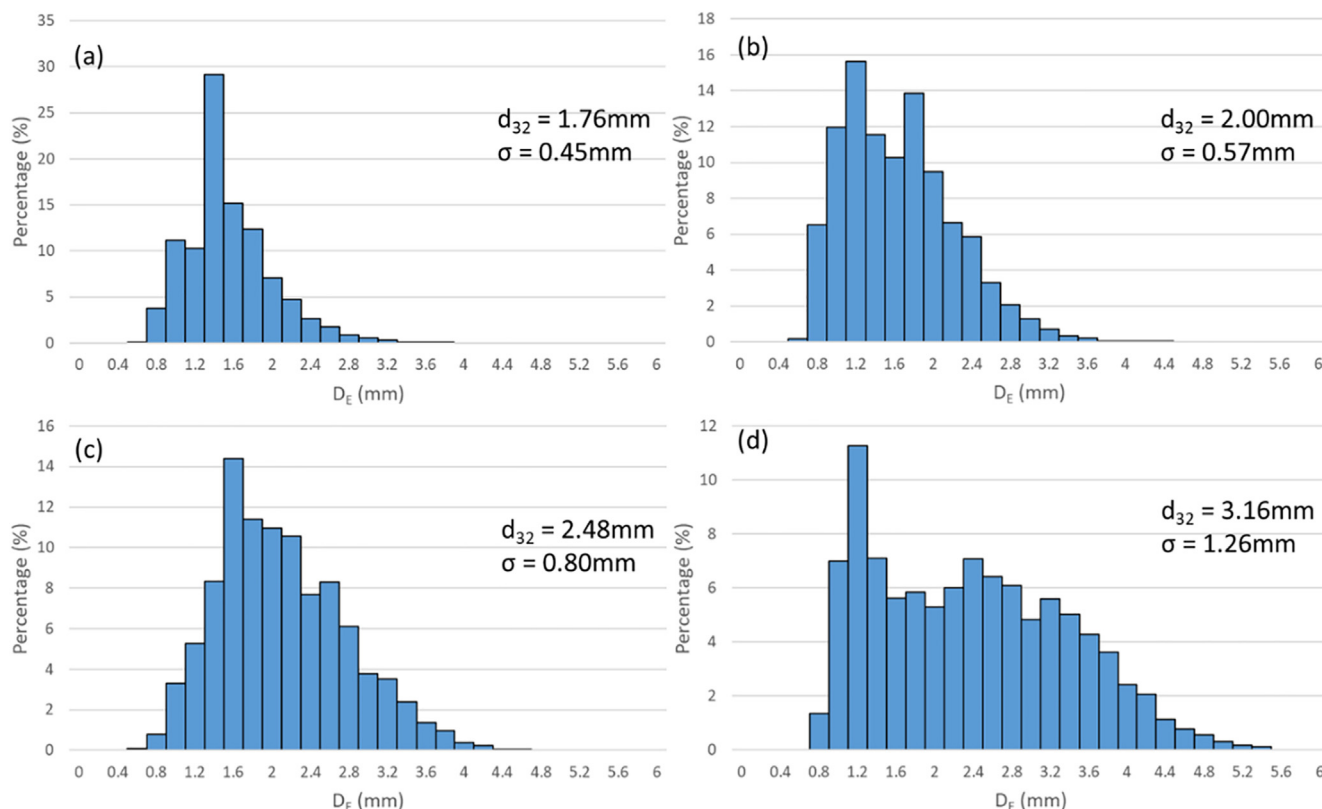 (a)
d32 = 1.76mm
σ = 0.45mm
Percentage (%)
35
30
25
20
15
10
5
0
0 0.4 0.8 1.2 1.6 2 2.4 2.8 3.2 3.6 4 4.4 4.8 5.2 5.6 6
DE (mm)
(b)
d32 = 2.00mm
σ = 0.57mm
Percentage (%)
18
16
14
12
10
8
6
4
2
0
0 0.4 0.8 1.2 1.6 2 2.4 2.8 3.2 3.6 4 4.4 4.8 5.2 5.6 6
DE (mm)
(c)
d32 = 2.48mm
σ = 0.80mm
Percentage (%)
16
14
12
10
8
6
4
2
0
0 0.4 0.8 1.2 1.6 2 2.4 2.8 3.2 3.6 4 4.4 4.8 5.2 5.6 6
DE (mm)
(d)
d32 = 3.16mm
σ = 1.26mm
Percentage (%)
12
10
8
6
4
2
0
0 0.4 0.8 1.2 1.6 2 2.4 2.8 3.2 3.6 4 4.4 4.8 5.2 5.6 6
DE (mm)